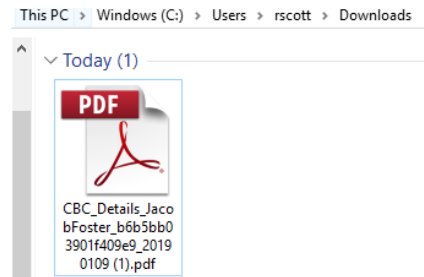 This PC > Windows (C:) > Users > rscott > Downloads
Today (1)
PDF
CBC_Details_Jaco
bFoster_b6b5bb0
3901f409e9_2019
0109 (1).pdf